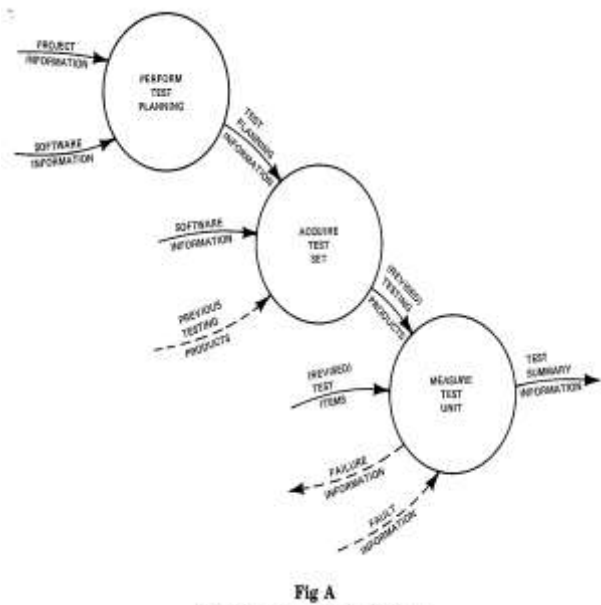 PROJECT
INFORMATION
PERFORM
TEST
PLANNING
SOFTWARE
INFORMATION
TEST
PLANNING
INFORMATION
SOFTWARE
INFORMATION
ACQUIRE
TEST
SET
PREVIOUS
TESTING
PRODUCTS
(REVISED)
TESTING
PRODUCTS
(REVISED)
TEST
ITEMS
MEASURE
TEST
UNIT
TEST
SUMMARY
INFORMATION
FAILURE
INFORMATION
FAULT
INFORMATION
Fig A